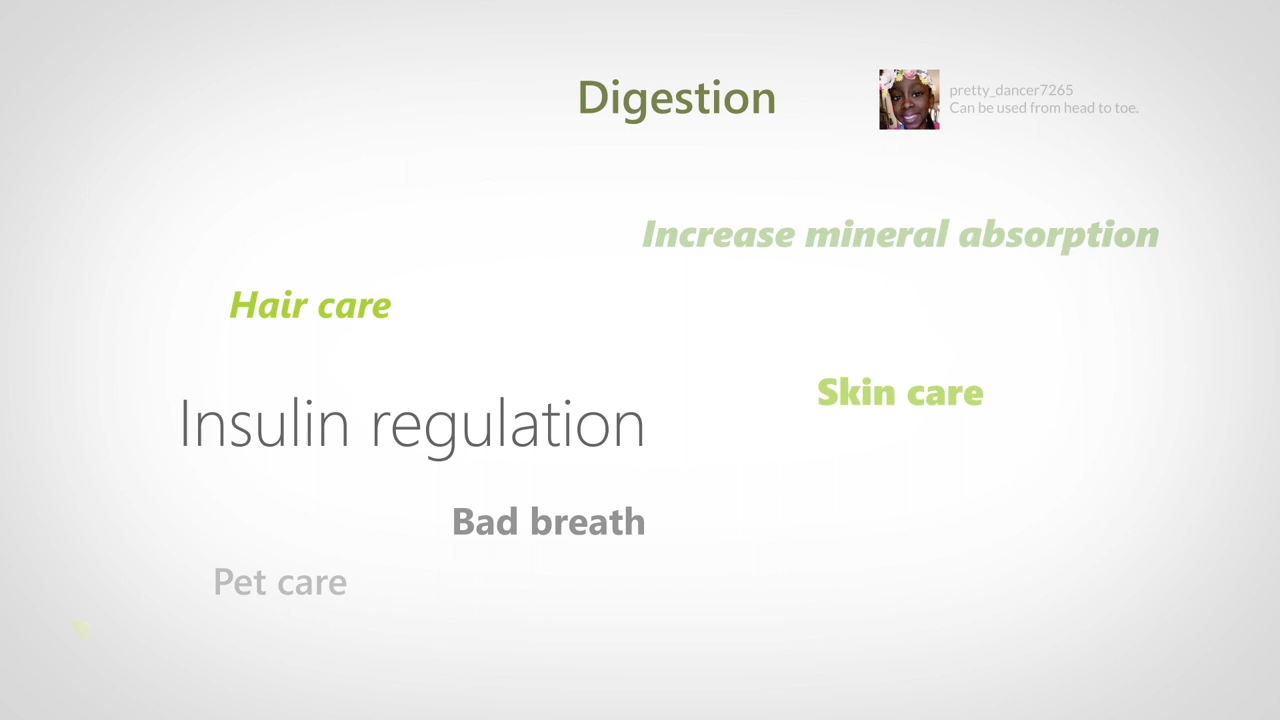 Digestion
pretty_dancer7265
Can be used from head to toe.
Increase mineral absorption
Hair care
Skin care
Insulin regulation
Bad breath
Pet care